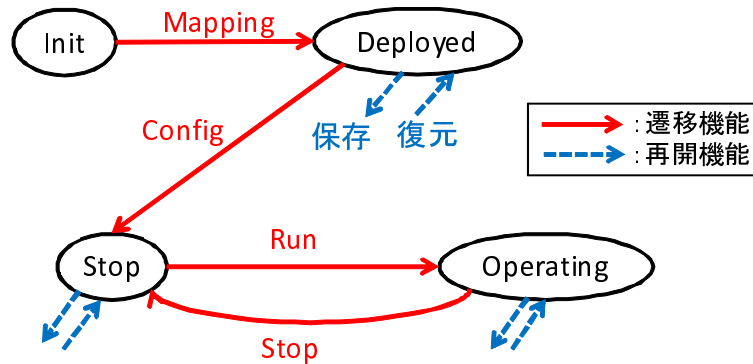 Mapping
Init
Deployed
Config
保存 復元
: 遷移機能
: 再開機能
Run
Stop
Operating
Stop